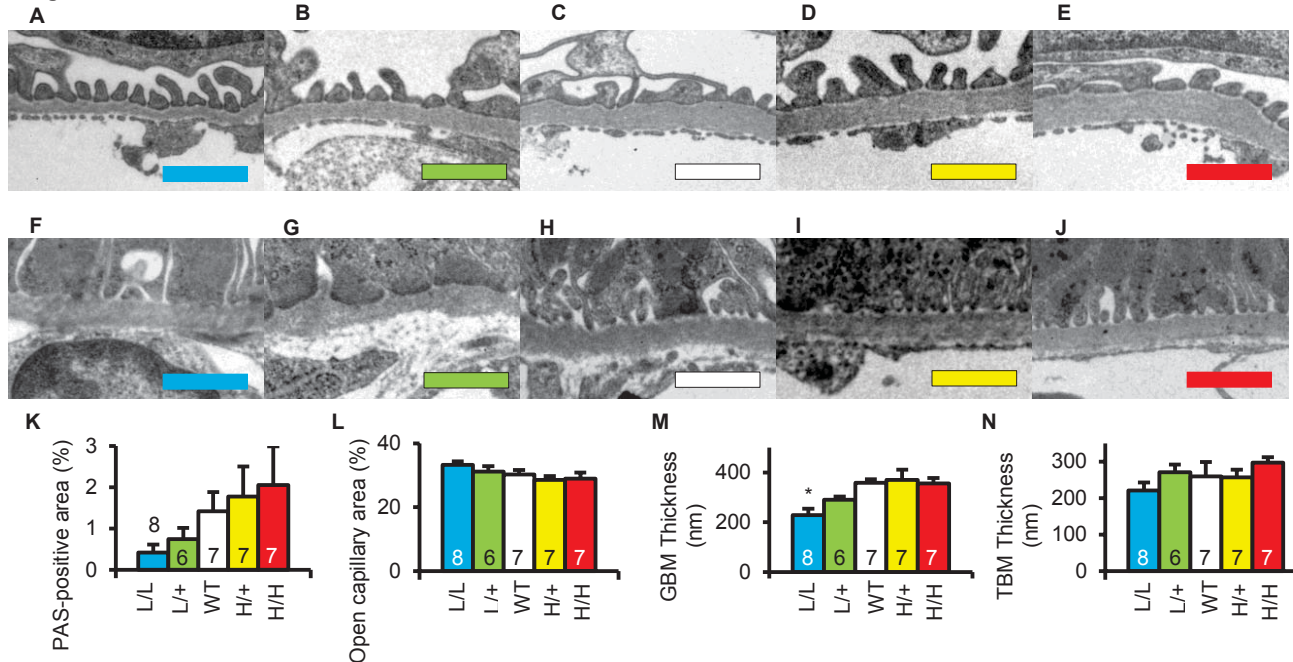 A B C D E
F G H I J
K L M N
PAS-positive area (%)
3
2
1
0
8 6 7 7 7
L/L L/+ WT H/+ H/H
Open capillary area (%)
40
20
0
8 6 7 7 7
L/L L/+ WT H/+ H/H
GBM Thickness
(nm)
400
200
0
*
8 6 7 7 7
L/L L/+ WT H/+ H/H
TBM Thickness
(nm)
300
200
100
0
8 6 7 7 7
L/L L/+ WT H/+ H/H